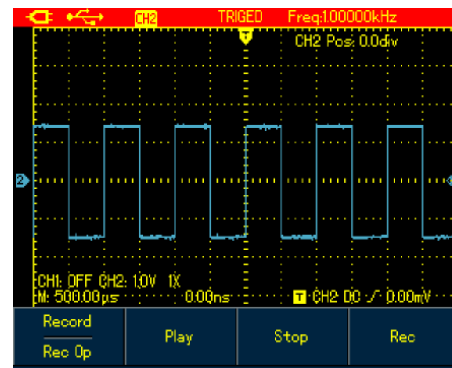 CH2 TRIGED Freq:1.00000kHz
T
CH2 Pos: 0.0div
2
CH1: OFF CH2: 1.0V 1X
M: 500.00μs 0.00ns T CH2 DC 0.00mV
Record Play Stop Rec
Rec Op